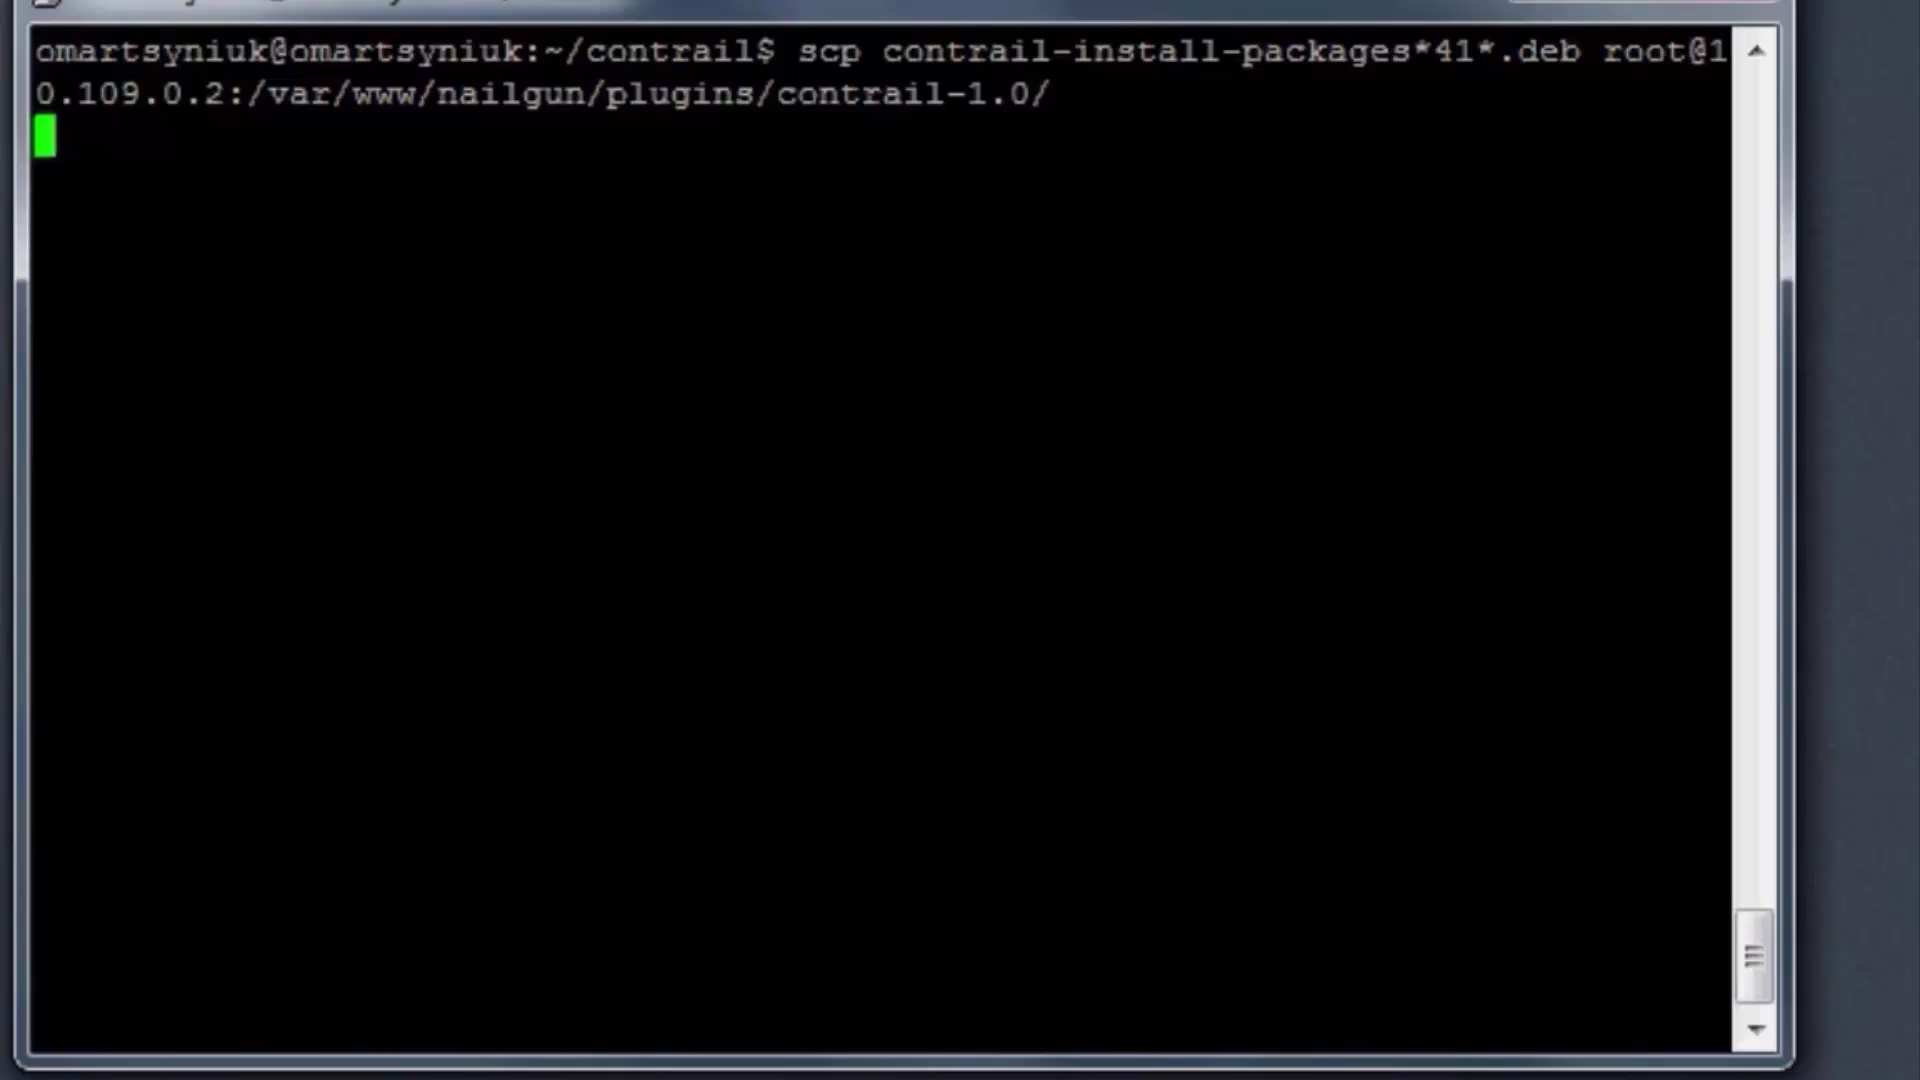 omartsyniuk@omartsyniuk:~/contrail$ scp contrail-install-packages*41*.deb root@1
0.109.0.2:/var/www/nailgun/plugins/contrail-1.0/